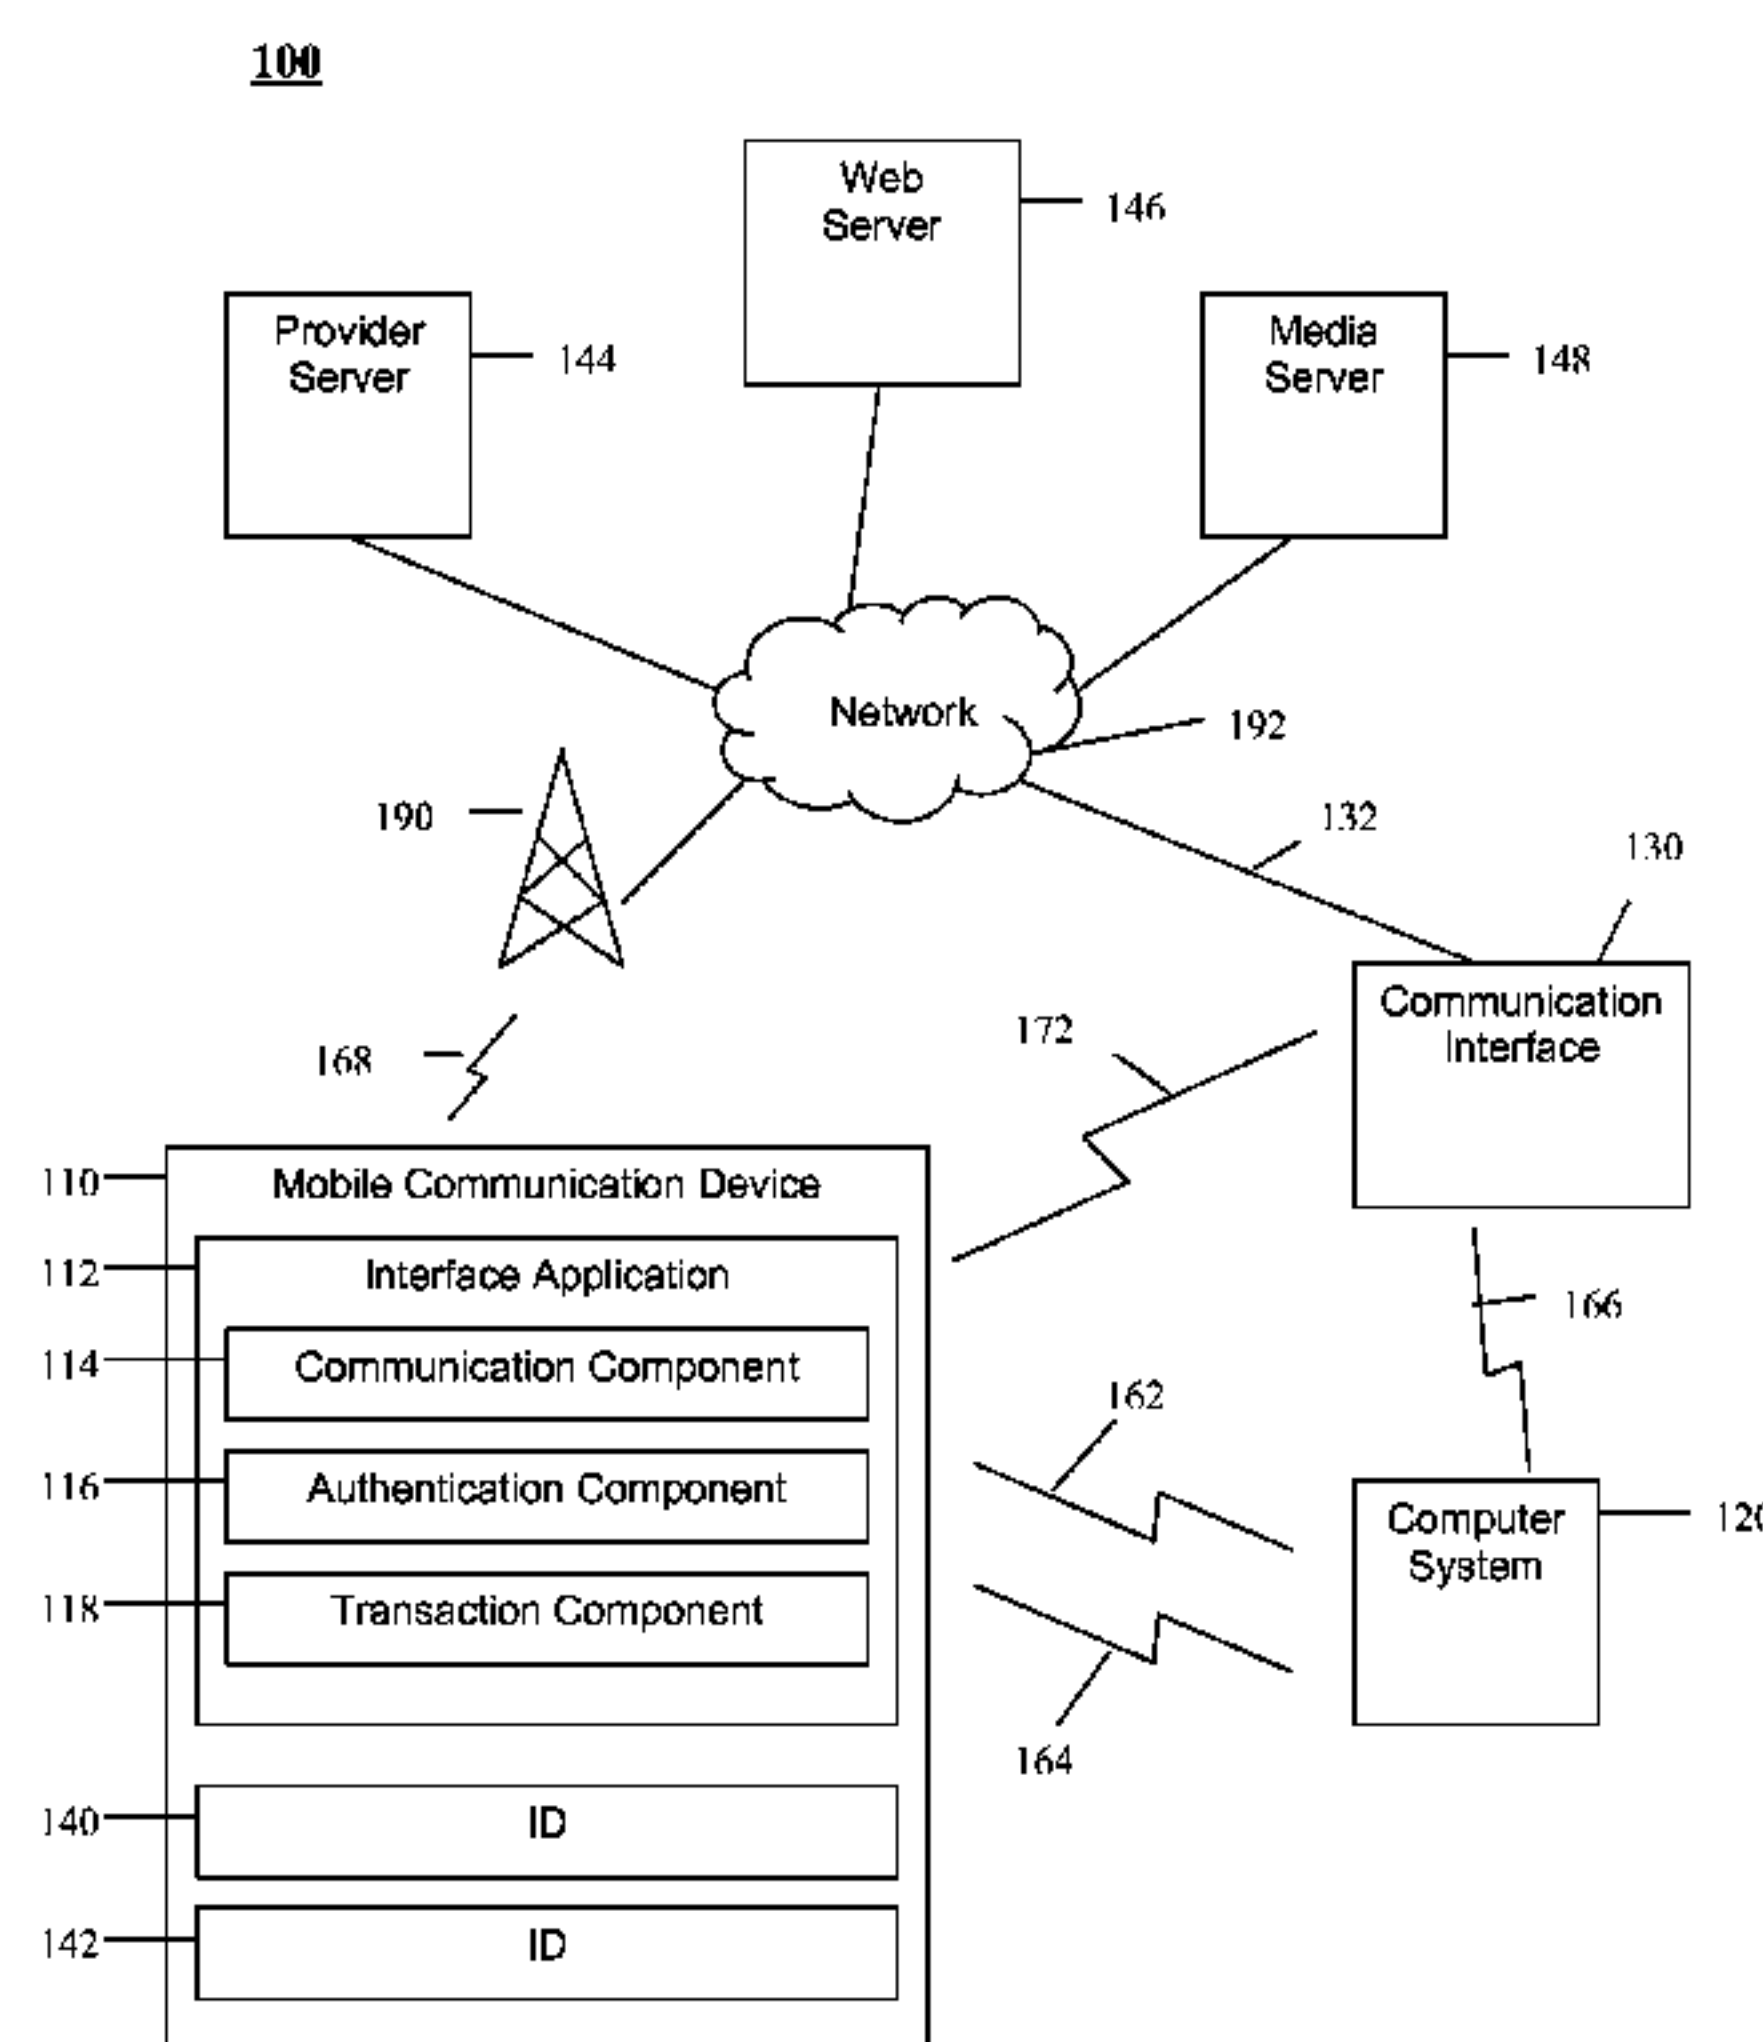 100
Web
Server
146
Provider
Server
144
Media
Server
148
Network
192
190
132
130
Communication
Interface
172
168
110
Mobile Communication Device
112
Interface Application
166
114
Communication Component
162
116
Authentication Component
Computer
System
120
118
Transaction Component
164
140
ID
142
ID